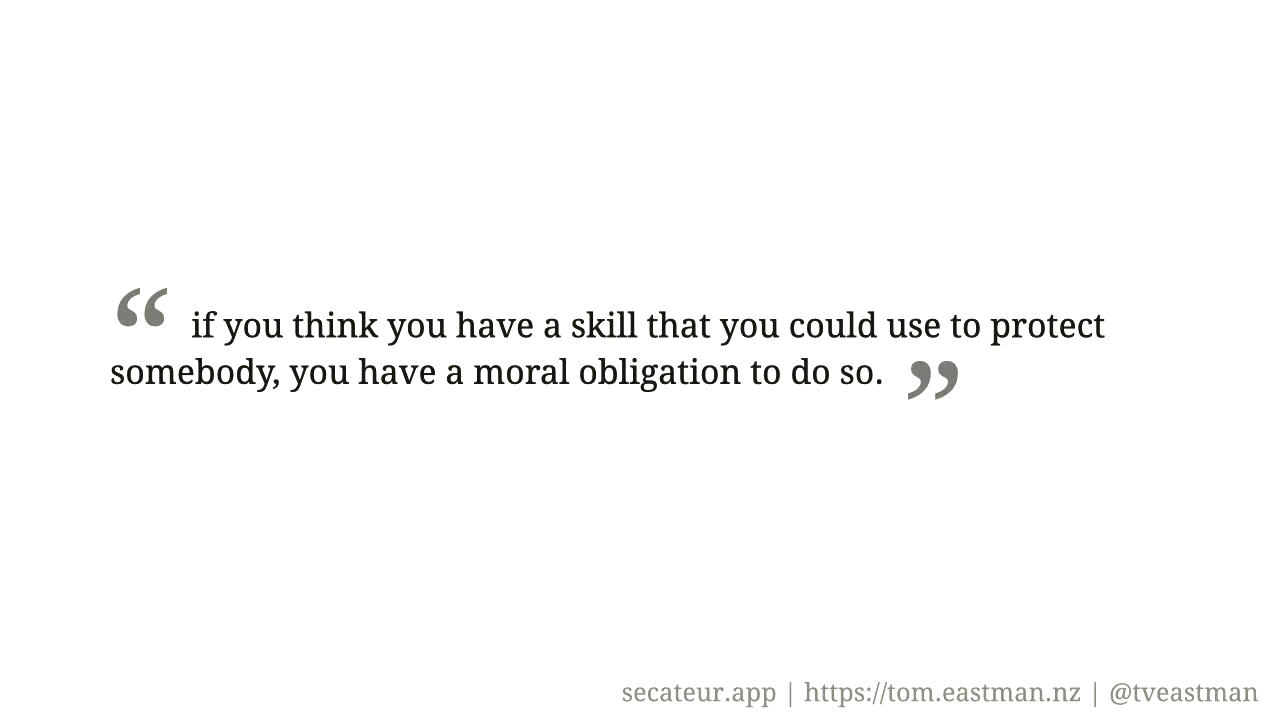 “ if you think you have a skill that you could use to protect
somebody, you have a moral obligation to do so. ”
secateur.app | https://tom.eastman.nz | @tveastman